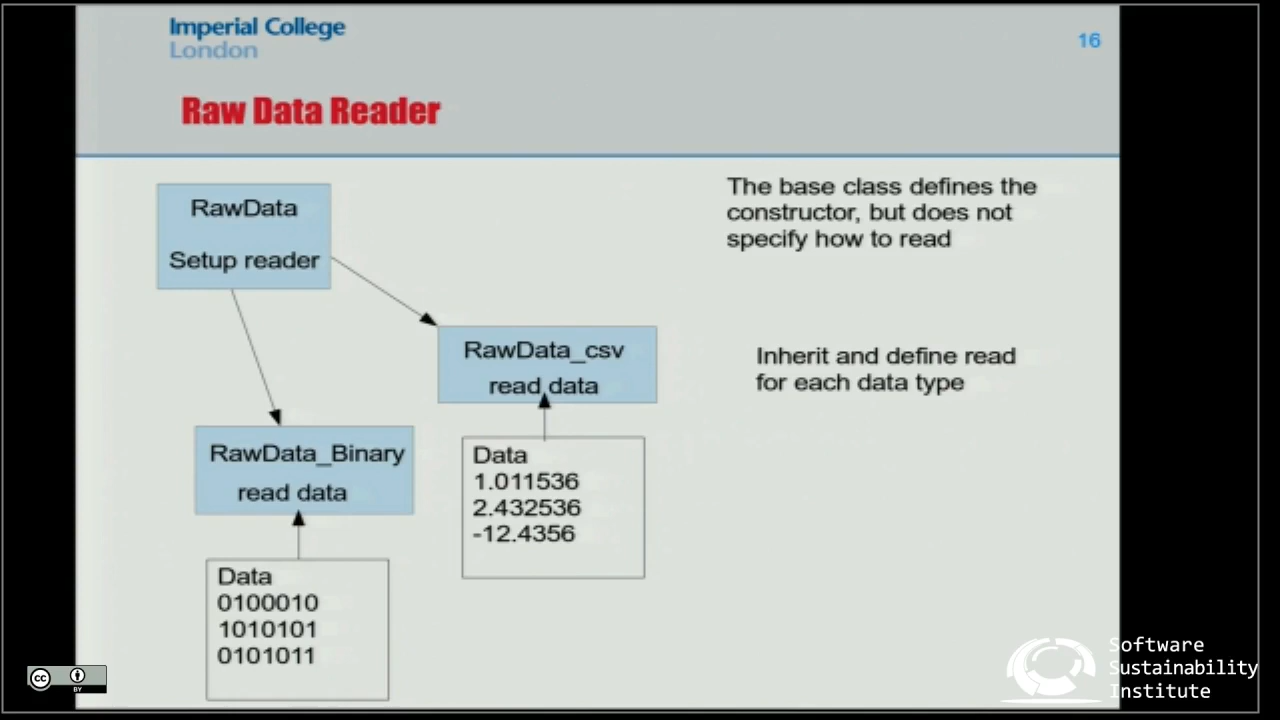 Imperial College
London
16
Raw Data Reader
RawData
Setup reader
The base class defines the
constructor, but does not
specify how to read
RawData_csv
read data
Inherit and define read
for each data type
RawData_Binary
read data
Data
1.011536
2.432536
-12.4356
Data
0100010
1010101
0101011
cc
BY
Software
Sustainability
Institute